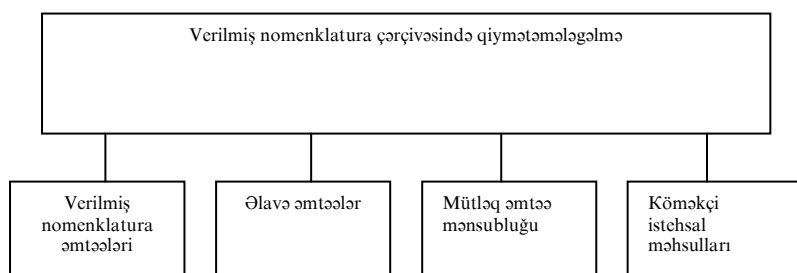 Verilmiş nomenklatura çərçivəsində qiymətəmələgəlmə
Verilmiş
nomenklatura
əmtəələri
Əlavə əmtəələr
Mütləq əmtəə
mənsubluğu
Köməkçi
istehsal
məhsulları